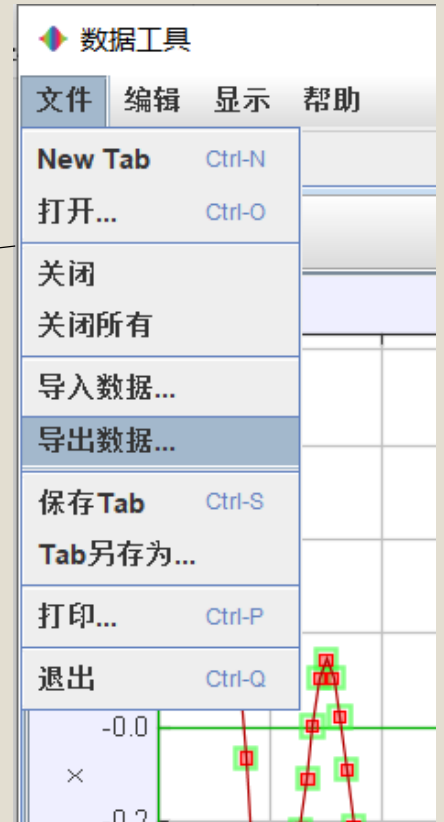 数据工具
文件 编辑 显示 帮助
New Tab Ctrl-N
打开... Ctrl-O
关闭
关闭所有
导入数据...
导出数据...
保存Tab Ctrl-S
Tab另存为...
打印... Ctrl-P
退出 Ctrl-Q
-0.0
×